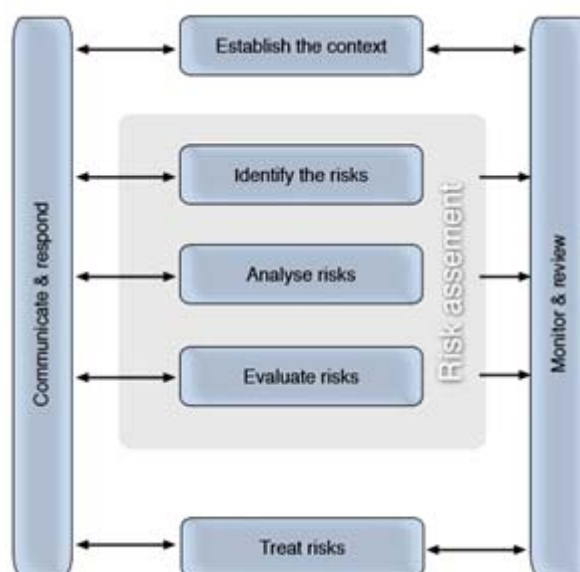 Establish the context
Communicate & respond
Identify the risks
Analyse risks
Evaluate risks
Risk assement
Monitor & review
Treat risks